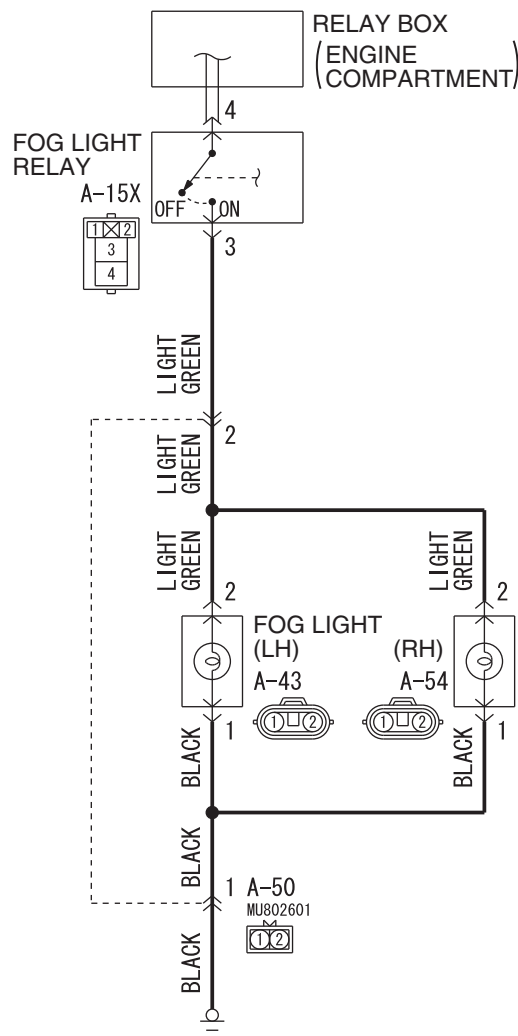 RELAY BOX
(ENGINE
COMPARTMENT)
4
FOG LIGHT
RELAY
A-15X
OFF
ON
1 2
3
4
3
LIGHT
GREEN
2
LIGHT
GREEN
LIGHT
GREEN
LIGHT
GREEN
2
2
FOG LIGHT
(LH)
(RH)
A-43
A-54
1 2
1 2
1
1
BLACK
BLACK
BLACK
1 A-50
MU802601
1 2
BLACK